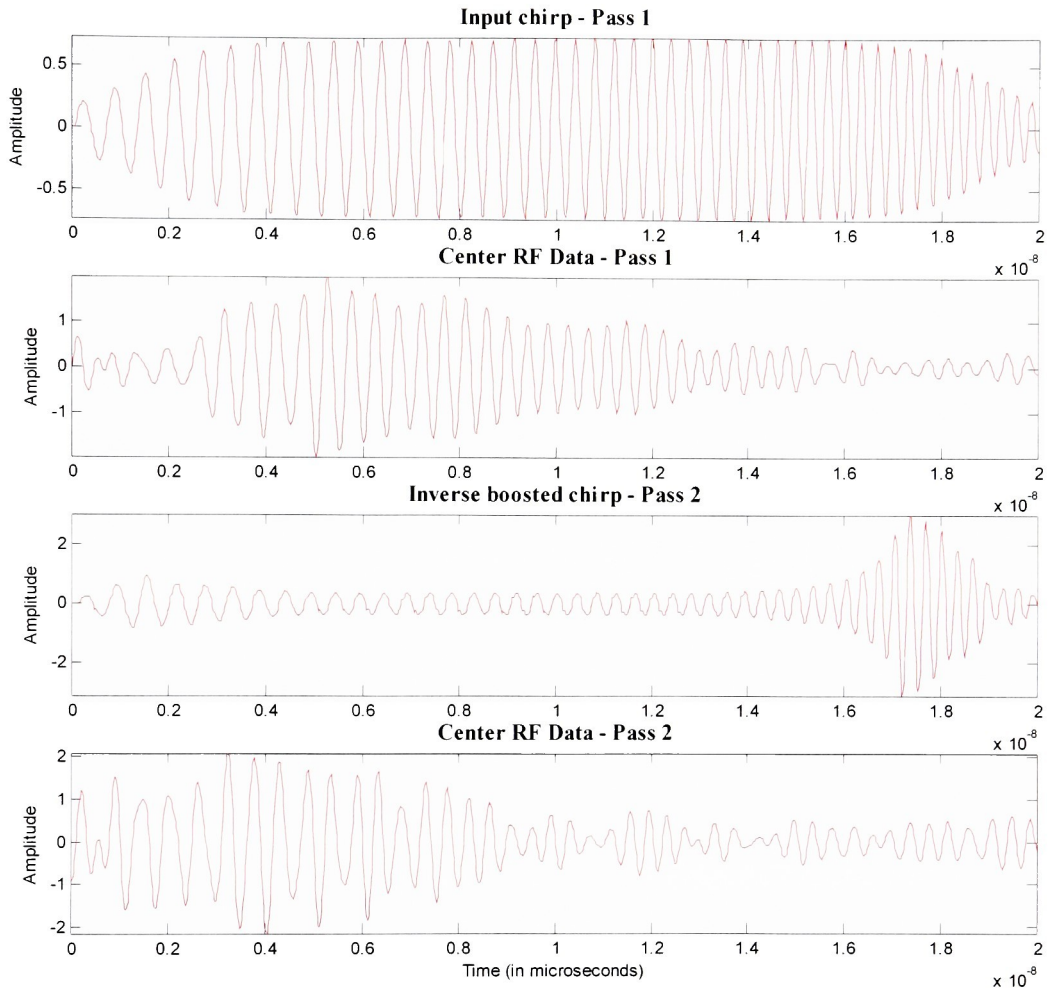 Input chirp - Pass 1
0.5
0
-0.5
Amplitude
0 0.2 0.4 0.6 0.8 1 1.2 1.4 1.6 1.8 2
x 10-8
Center RF Data - Pass 1
1
0
-1
Amplitude
0 0.2 0.4 0.6 0.8 1 1.2 1.4 1.6 1.8 2
x 10-8
Inverse boosted chirp - Pass 2
2
0
-2
Amplitude
0 0.2 0.4 0.6 0.8 1 1.2 1.4 1.6 1.8 2
x 10-8
Center RF Data - Pass 2
2
1
0
-1
-2
Amplitude
0 0.2 0.4 0.6 0.8 1 1.2 1.4 1.6 1.8 2
Time (in microseconds)
x 10-8